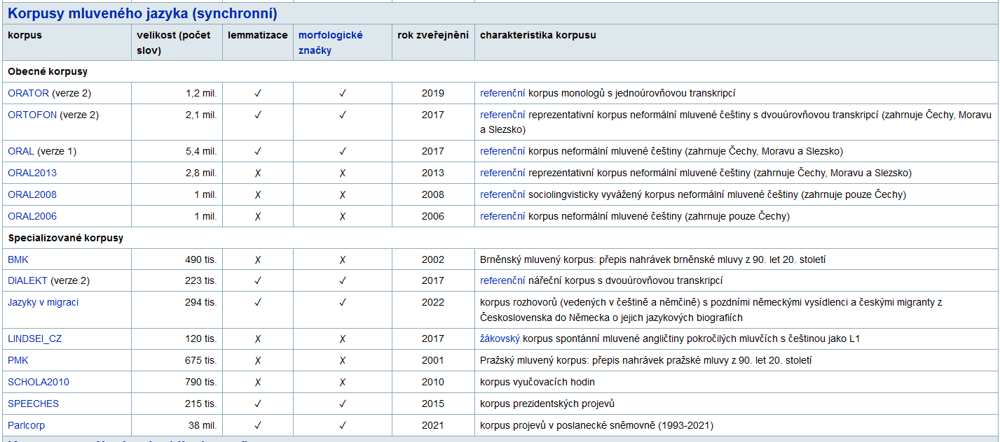 Korpusy mluveného jazyka (synchronní)
korpus velikost (počet slov) lemmatizace morfologické značky rok zveřejnění charakteristika korpusu
Obecné korpusy
ORATOR (verze 2) 1,2 mil. ✓ ✓ 2019 referenční korpus monologů s jednoúrovňovou transkripcí
ORTOFON (verze 2) 2,1 mil. ✓ ✓ 2017 referenční reprezentativní korpus neformální mluvené češtiny s dvouúrovňovou transkripcí (zahrnuje Čechy, Moravu
a Slezsko)
ORAL (verze 1) 5,4 mil. ✓ ✓ 2017 referenční korpus neformální mluvené češtiny (zahrnuje Čechy, Moravu a Slezsko)
ORAL2013 2,8 mil. ✗ ✗ 2013 referenční reprezentativní korpus neformální mluvené češtiny (zahrnuje Čechy, Moravu a Slezsko)
ORAL2008 1 mil. ✗ ✗ 2008 referenční sociolingvisticky vyvážený korpus neformální mluvené češtiny (zahrnuje pouze Čechy)
ORAL2006 1 mil. ✗ ✗ 2006 referenční korpus neformální mluvené češtiny (zahrnuje pouze Čechy)
Specializované korpusy
BMK 490 tis. ✗ ✗ 2002 Brněnský mluvený korpus: přepis nahrávek brněnské mluvy z 90. let 20. století
DIALEKT (verze 2) 223 tis. ✓ ✓ 2017 referenční nářeční korpus s dvouúrovňovou transkripcí
Jazyky v migraci 294 tis. ✓ ✓ 2022 korpus rozhovorů (vedených v češtině a němčině) s pozdními německými vysídlenci a českými migranty z
Československa do Německa o jejich jazykových biografiích
LINDSEI_CZ 120 tis. ✗ ✗ 2017 žákovský korpus spontánní mluvené angličtiny pokročilých mluvčích s češtinou jako L1
PMK 675 tis. ✗ ✗ 2001 Pražský mluvený korpus: přepis nahrávek pražské mluvy z 90. let 20. století
SCHOLA2010 790 tis. ✗ ✗ 2010 korpus vyučovacích hodin
SPEECHES 215 tis. ✓ ✓ 2015 korpus prezidentských projevů
Parlcorp 38 mil. ✓ ✓ 2021 korpus projevů v poslanecké sněmovně (1993-2021)